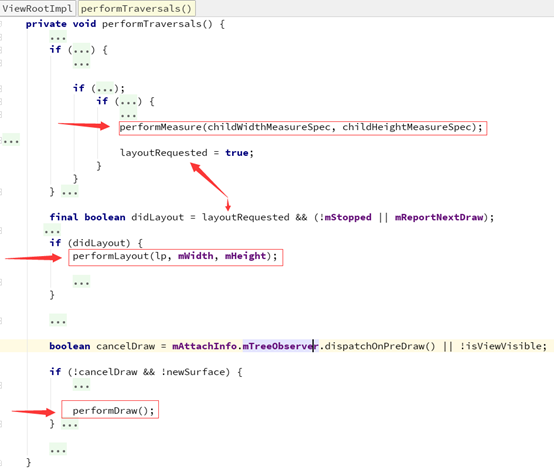 ViewRootImpl performTraversals()
private void performTraversals() {
...
if (...) {
...
if (...);
if (...) {
...
performMeasure(childWidthMeasureSpec, childHeightMeasureSpec);
...
layoutRequested = true;
}
}
} ...
final boolean didLayout = layoutRequested && (!mStopped || mReportNextDraw);
...
if (didLayout) {
performLayout(lp, mWidth, mHeight);
...
}
...
boolean cancelDraw = mAttachInfo.mTreeObserver.dispatchOnPreDraw() || !isViewVisible;
if (!cancelDraw && !newSurface) {
...
performDraw();
} ...
...
}